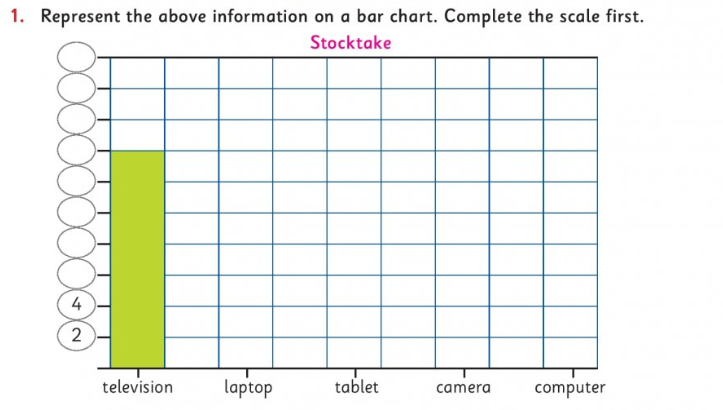 1. Represent the above information on a bar chart. Complete the scale first.
Stocktake
4
2
television laptop tablet camera computer